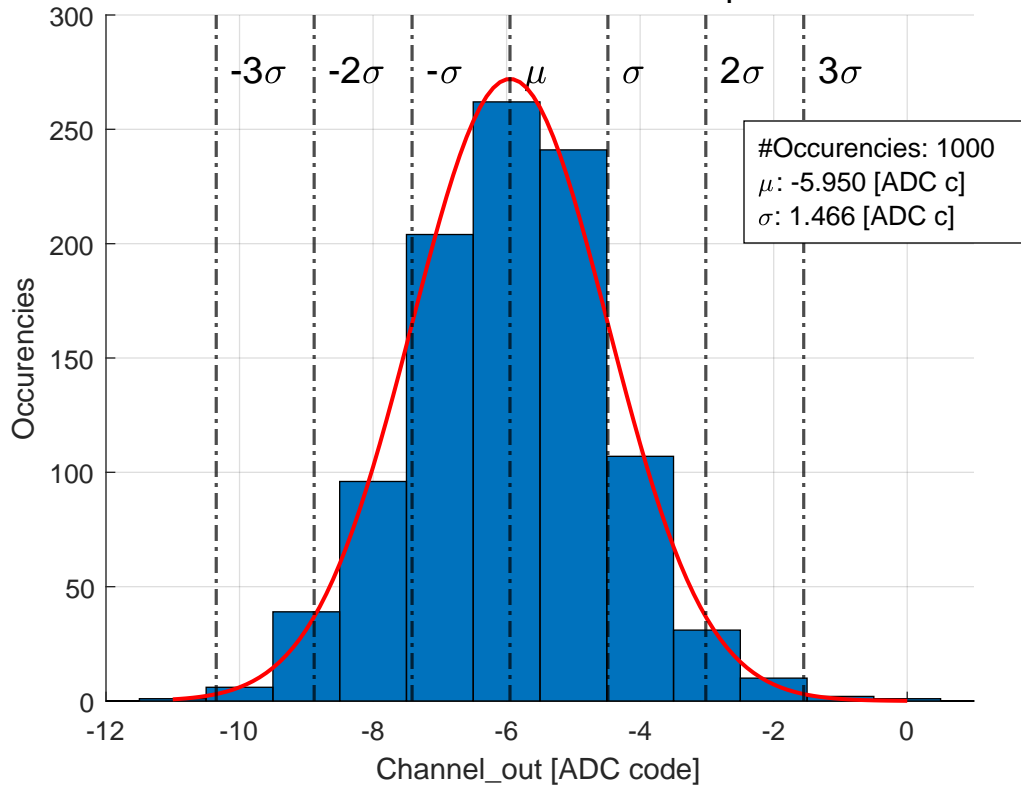 300
-3σ -2σ -σ μ σ 2σ 3σ
250
#Occurencies: 1000
μ: -5.950 [ADC c]
σ: 1.466 [ADC c]
200
150
100
50
0
Occurencies
-12 -10 -8 -6 -4 -2 0
Channel_out [ADC code]